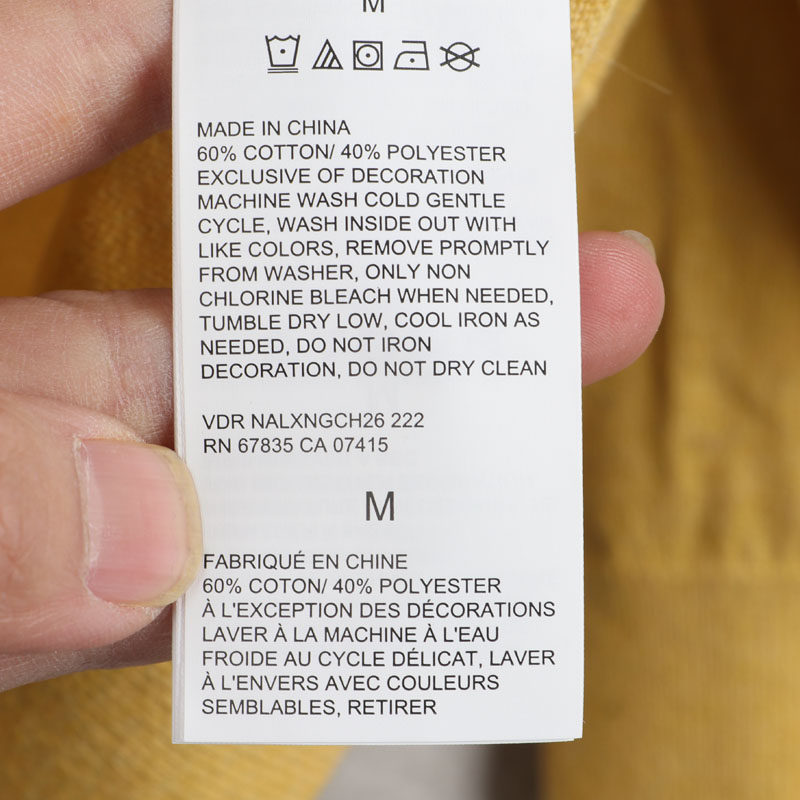 M
MADE IN CHINA
60% COTTON/ 40% POLYESTER
EXCLUSIVE OF DECORATION
MACHINE WASH COLD GENTLE
CYCLE, WASH INSIDE OUT WITH
LIKE COLORS, REMOVE PROMPTLY
FROM WASHER, ONLY NON
CHLORINE BLEACH WHEN NEEDED,
TUMBLE DRY LOW, COOL IRON AS
NEEDED, DO NOT IRON
DECORATION, DO NOT DRY CLEAN
VDR NALXNGCH26 222
RN 67835 CA 07415
M
FABRIQUÉ EN CHINE
60% COTON/ 40% POLYESTER
À L'EXCEPTION DES DÉCORATIONS
LAVER À LA MACHINE À L'EAU
FROIDE AU CYCLE DÉLICAT, LAVER
À L'ENVERS AVEC COULEURS
SEMBLABLES, RETIRER